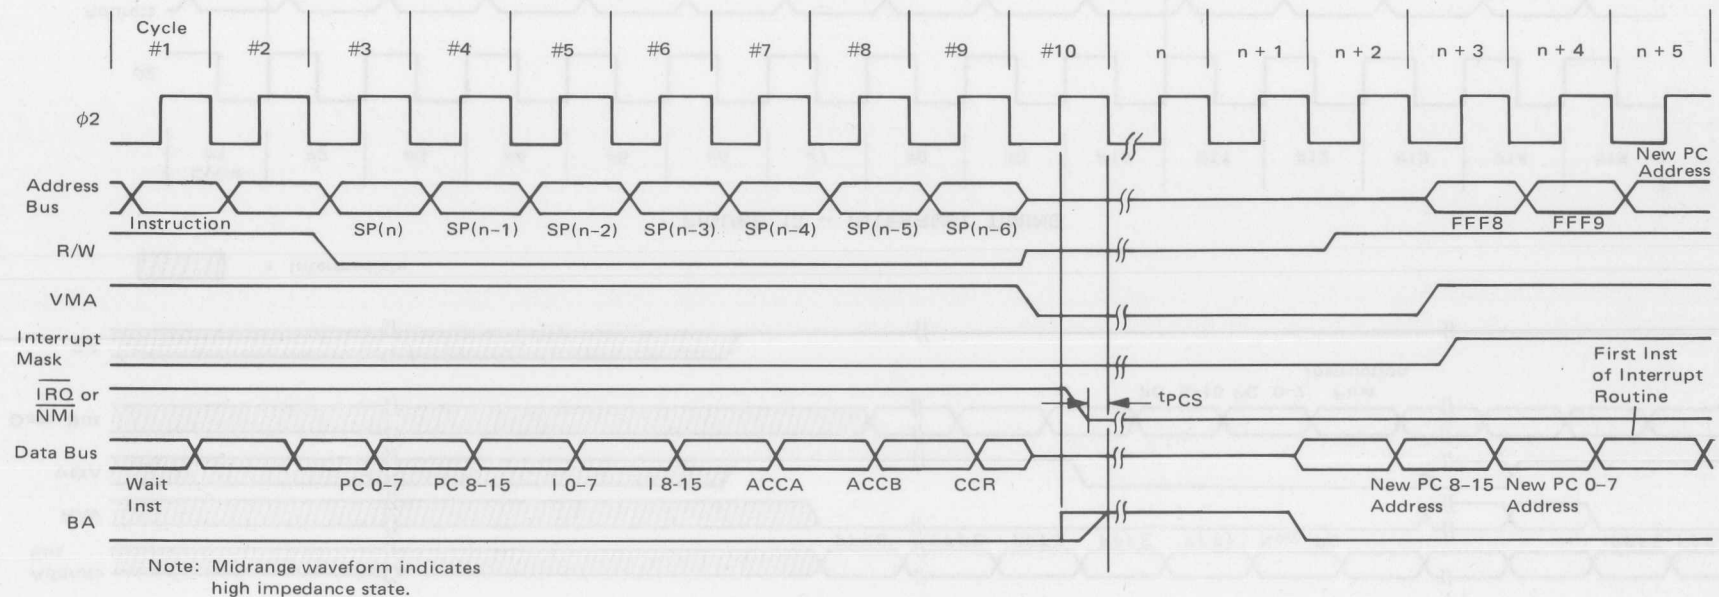 Cycle
#1 #2 #3 #4 #5 #6 #7 #8 #9 #10 n n + 1 n + 2 n + 3 n + 4 n + 5
ϕ2
New PC
Address
Address
Bus
Instruction SP(n) SP(n-1) SP(n-2) SP(n-3) SP(n-4) SP(n-5) SP(n-6) FFF8 FFF9
R/W
VMA
Interrupt
Mask
First Inst
of Interrupt
Routine
IRQ or
NMI
tPCS
Data Bus
Wait
Inst
PC 0-7 PC 8-15 I 0-7 I 8-15 ACCA ACCB CCR
New PC 8-15
Address
New PC 0-7
Address
BA
Note: Midrange waveform indicates
high impedance state.